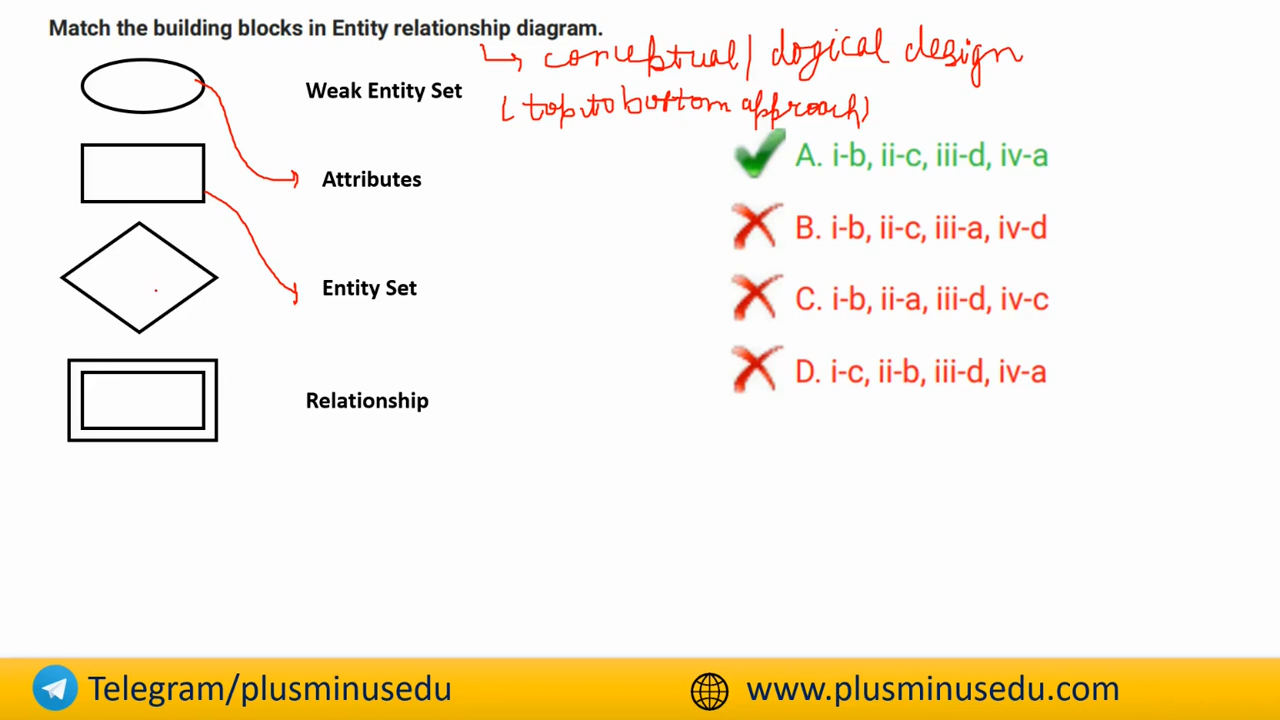 Match the building blocks in Entity relationship diagram.
↳ conceptual / logical design
(top to bottom approach)
Weak Entity Set
Attributes
Entity Set
Relationship
A. i-b, ii-c, iii-d, iv-a
B. i-b, ii-c, iii-a, iv-d
C. i-b, ii-a, iii-d, iv-c
D. i-c, ii-b, iii-d, iv-a
Telegram/plusminusedu
www.plusminusedu.com